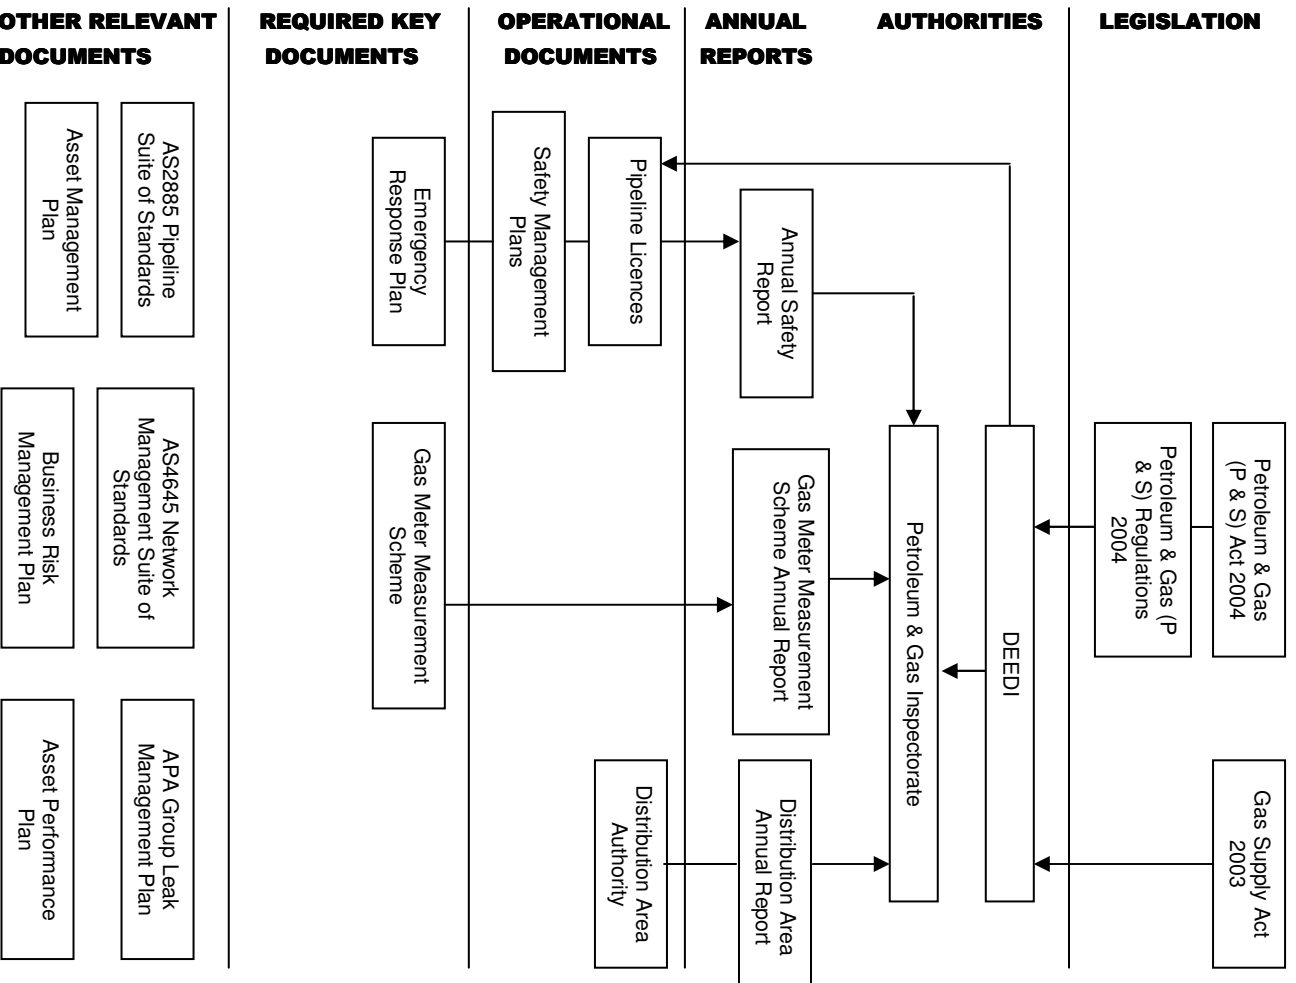 OTHER RELEVANT
DOCUMENTS
REQUIRED KEY
DOCUMENTS
OPERATIONAL
DOCUMENTS
ANNUAL
REPORTS
AUTHORITIES
LEGISLATION
Petroleum & Gas
(P & S) Act 2004
Petroleum & Gas (P
& S) Regulations
2004
Gas Supply Act
2003
DEEDI
Petroleum & Gas Inspectorate
Annual Safety
Report
Gas Meter Measurement
Scheme Annual Report
Distribution Area
Annual Report
Pipeline Licences
Safety Management
Plans
Distribution Area
Authority
Emergency
Response Plan
Gas Meter Measurement
Scheme
AS2885 Pipeline
Suite of Standards
AS4645 Network
Management Suite of
Standards
APA Group Leak
Management Plan
Asset Management
Plan
Business Risk
Management Plan
Asset Performance
Plan